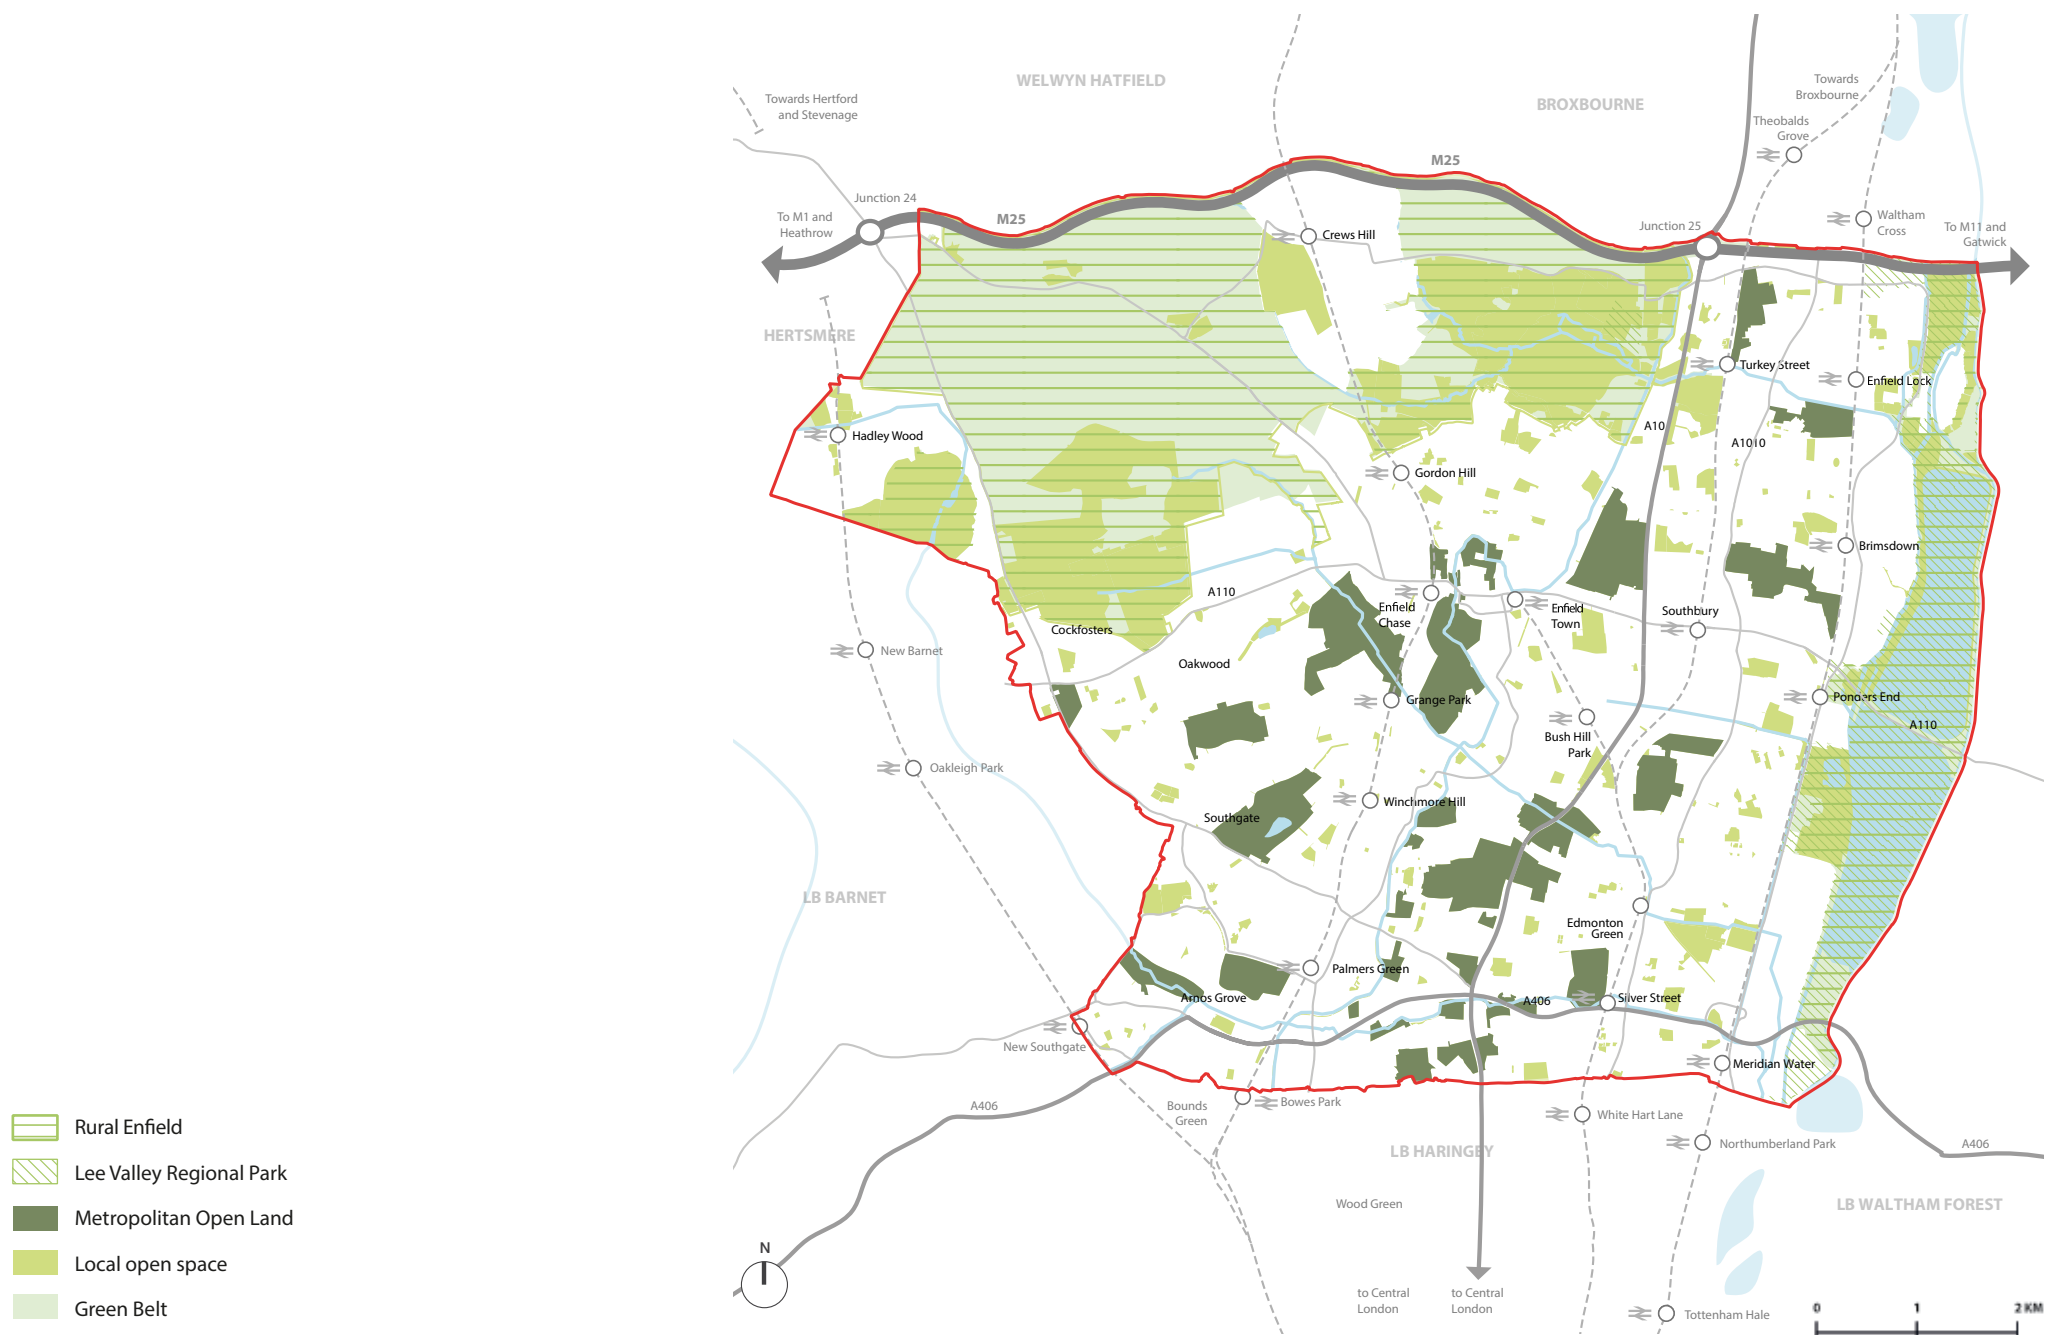 WELWYN HATFIELD
BROXBOURNE
Towards
Broxbourne
Towards Hertford
and Stevenage
Theobalds
Grove
M25
Junction 24
To M1 and
Heathrow
M25
Junction 25
Waltham
Cross
To M11 and
Gatwick
Crews Hill
HERTSMERE
Turkey Street
Enfield Lock
Hadley Wood
A10
A1010
Gordon Hill
Brimsdown
A110
Enfield
Chase
Enfield
Town
Southbury
Cockfosters
New Barnet
Oakwood
Grange Park
Ponders End
A110
Bush Hill
Park
Oakleigh Park
Winchmore Hill
Southgate
LB BARNET
Edmonton
Green
Palmers Green
Arnos Grove
A406
Silver Street
New Southgate
Meridian Water
A406
Bounds
Green
Bowes Park
White Hart Lane
Northumberland Park
A406
LB HARINGEY
Wood Green
LB WALTHAM FOREST
to Central
London
to Central
London
Tottenham Hale
N
0 1 2 KM
Rural Enfield
Lee Valley Regional Park
Metropolitan Open Land
Local open space
Green Belt